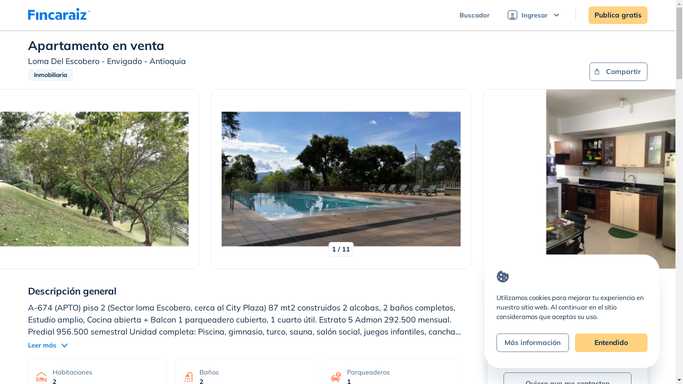 Fincaraiz
Buscador
Ingresar
Publica gratis
Apartamento en venta
Loma Del Escobero - Envigado - Antioquia
Inmobiliaria
Compartir
1 / 11
Descripción general
A-674 (APTO) piso 2 (Sector loma Escobero, cerca al City Plaza) 87 mt2 construidos 2 alcobas, 2 baños completos,
Estudio amplio, Cocina abierta + Balcon 1 parqueadero cubierto, 1 cuarto útil. Estrato 5 Admon 292.500 mensual.
Predial 956.500 semestral Unidad completa: Piscina, gimnasio, turco, sauna, salón social, juegos infantiles, cancha...
Leer más
Habitaciones
2
Baños
2
Parqueaderos
1
Utilizamos cookies para mejorar tu experiencia en
nuestro sitio web. Al continuar en el sitio
consideramos que aceptas su uso.
Más información
Entendido
Quiero que me contacten